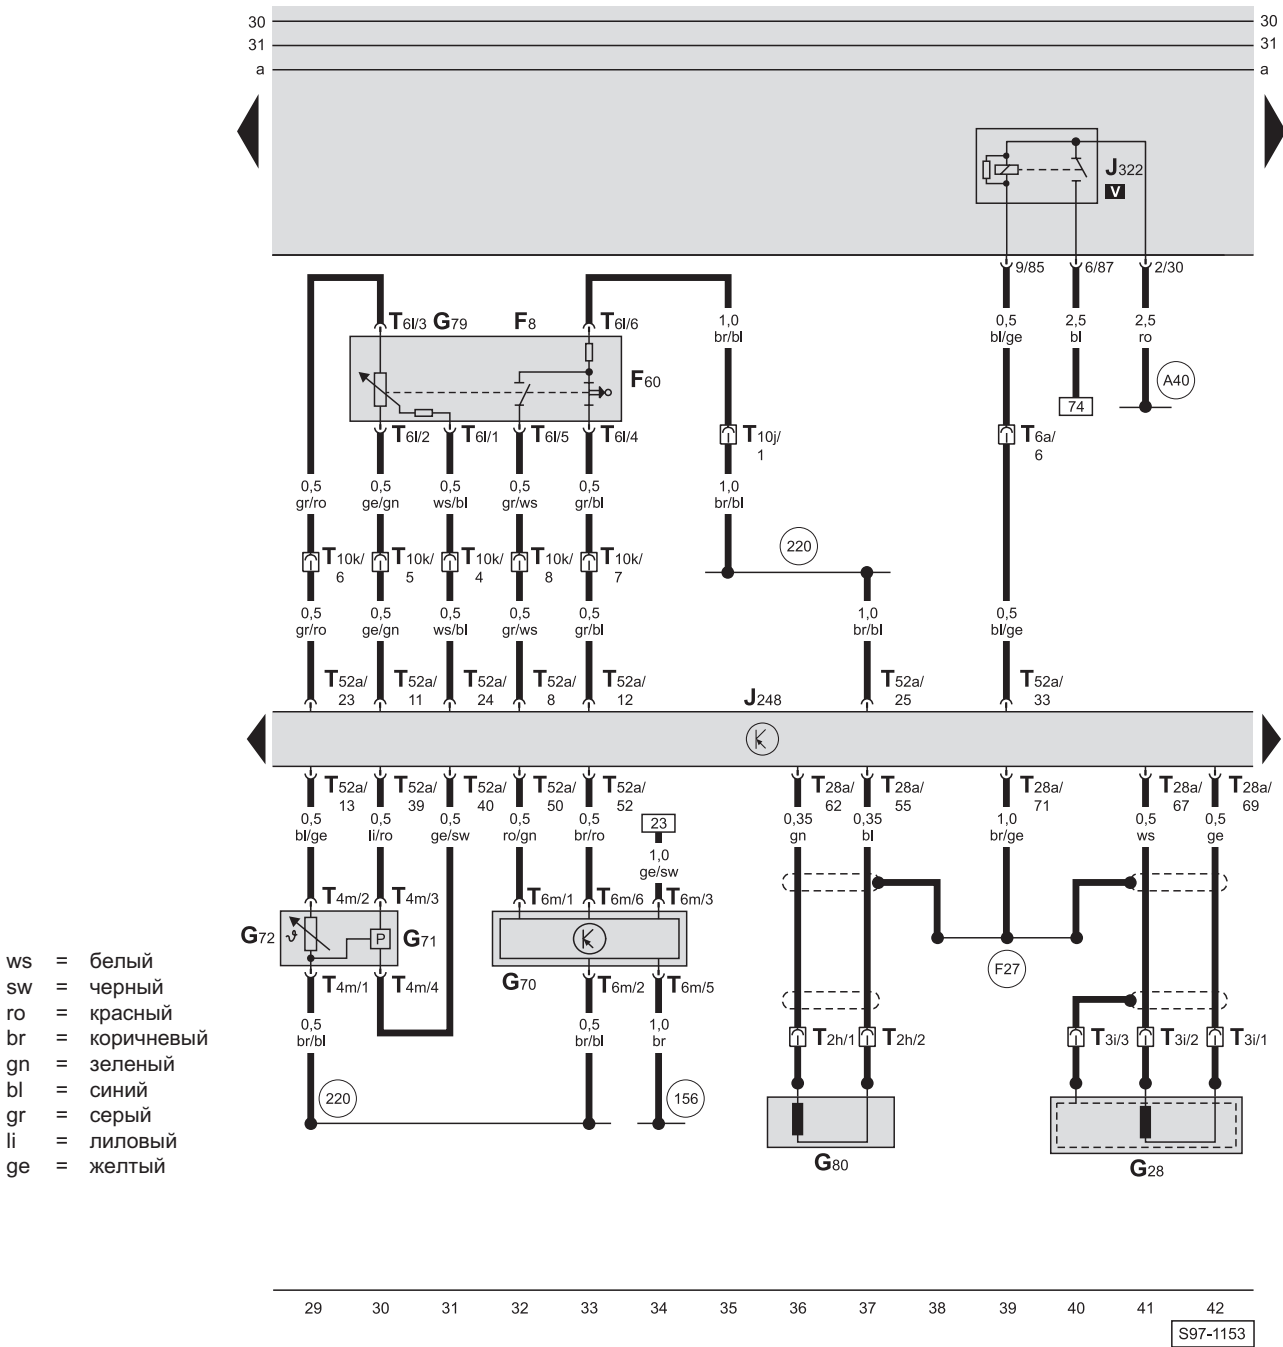 30 30
31 31
a a
J322
V
9/85 6/87 2/30
0,5 2,5 2,5
bl/ge bl ro
A40
74
T6l/3 G79 F8 T6l/6
1,0
br/bl
F60
T6l/2 T6l/1 T6l/5 T6l/4
T10j/
1
T6a/
6
0,5 0,5 0,5 0,5 0,5 1,0
gr/ro ge/gn ws/bl gr/ws gr/bl br/bl
T10k/ T10k/ T10k/ T10k/ T10k/
6 5 4 8 7
220
0,5 0,5 0,5 0,5 0,5 1,0 0,5
gr/ro ge/gn ws/bl gr/ws gr/bl br/bl bl/ge
T52a/ T52a/ T52a/ T52a/ T52a/ J248 T52a/ T52a/
23 11 24 8 12 25 33
T52a/ T52a/ T52a/ T52a/ T52a/ T28a/ T28a/ T28a/ T28a/ T28a/
13 39 40 50 52 62 55 71 67 69
0,5 0,5 0,5 0,5 0,5 23 0,35 0,35 1,0 0,5 0,5
bl/ge li/ro ge/sw ro/gn br/ro gn bl br/ge ws ge
1,0
ge/sw
T4m/2 T4m/3 T6m/1 T6m/6 T6m/3
G72 ϑ P G71
G70
T4m/1 T4m/4 T6m/2 T6m/5
F27
0,5 0,5 1,0
br/bl br/bl br
T2h/1 T2h/2 T3i/3 T3i/2 T3i/1
220 156
G80 G28
ws = белый
sw = черный
ro = красный
br = коричневый
gn = зеленый
bl = синий
gr = серый
li = лиловый
ge = желтый
29 30 31 32 33 34 35 36 37 38 39 40 41 42
S97-1153